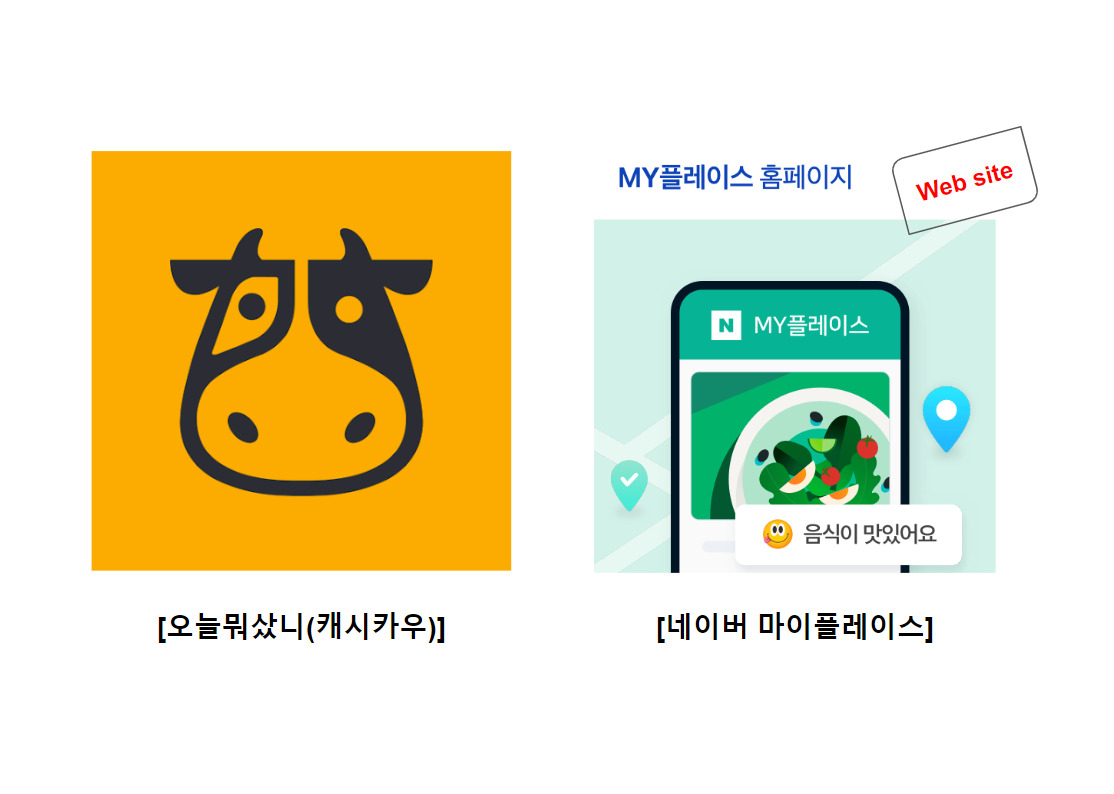 MY플레이스 홈페이지
Web site
N MY플레이스
음식이 맛있어요
[오늘뭐샀니(캐시카우)]
[네이버 마이플레이스]